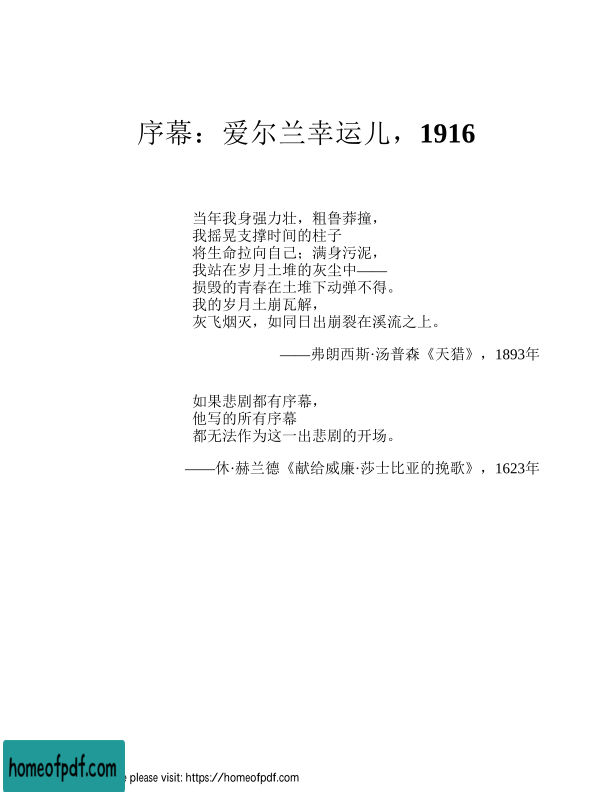 序幕：爱尔兰幸运儿，1916
当年我身强力壮，粗鲁莽撞，
我摇晃支撑时间的柱子
将生命拉向自己；满身污泥，
我站在岁月土堆的灰尘中——
损毁的青春在土堆下动弹不得。
我的岁月土崩瓦解，
灰飞烟灭，如同日出崩裂在溪流之上。
——弗朗西斯·汤普森《天猎》，1893年
如果悲剧都有序幕，
他写的所有序幕
都无法作为这一出悲剧的开场。
——休·赫兰德《献给威廉·莎士比亚的挽歌》，1623年
homeofpdf.com
please visit: https://homeofpdf.com